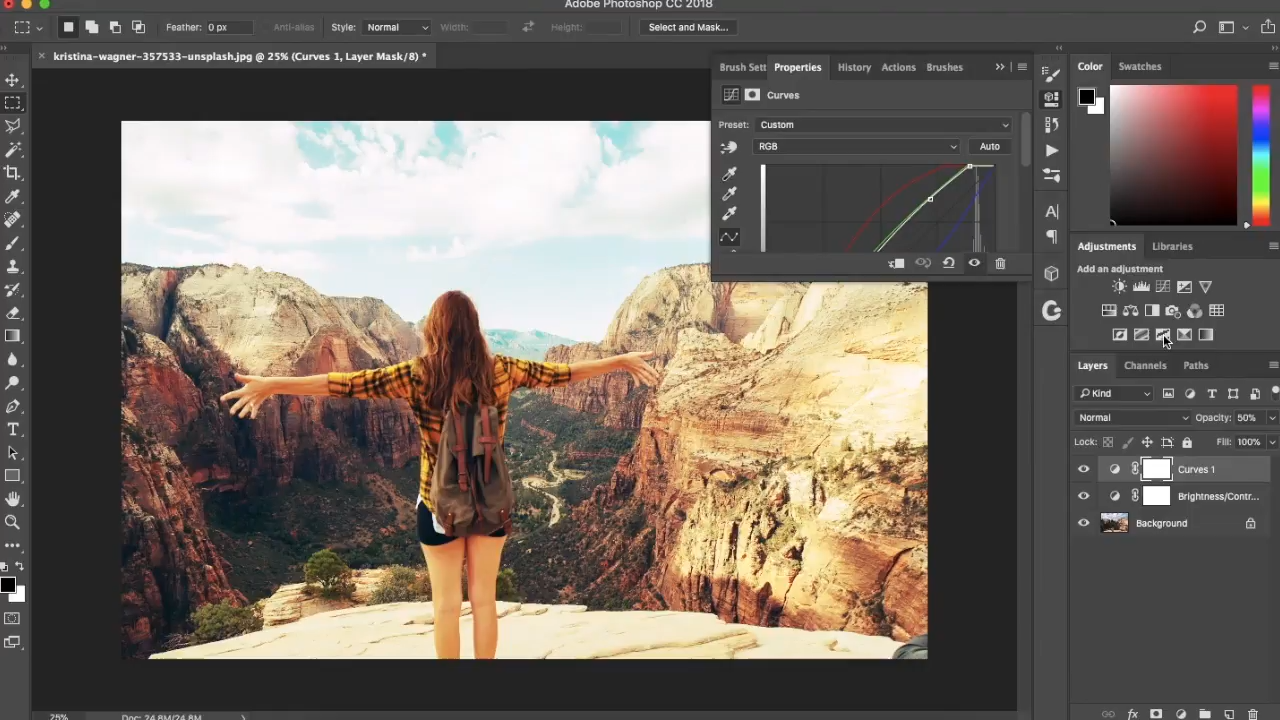 Adobe Photoshop CC 2018
Feather: 0 px
Anti-alias
Style: Normal
Width:
Height:
Select and Mask...
kristina-wagner-357533-unsplash.jpg @ 25% (Curves 1, Layer Mask/8) *
Brush Sett
Properties
History
Actions
Brushes
Curves
Preset: Custom
RGB
Auto
Color
Swatches
Adjustments
Libraries
Add an adjustment
Layers
Channels
Paths
Kind
Normal
Opacity: 50%
Lock:
Fill: 100%
Curves 1
Brightness/Contr...
Background
25%
Doc: 24.8M/24.8M